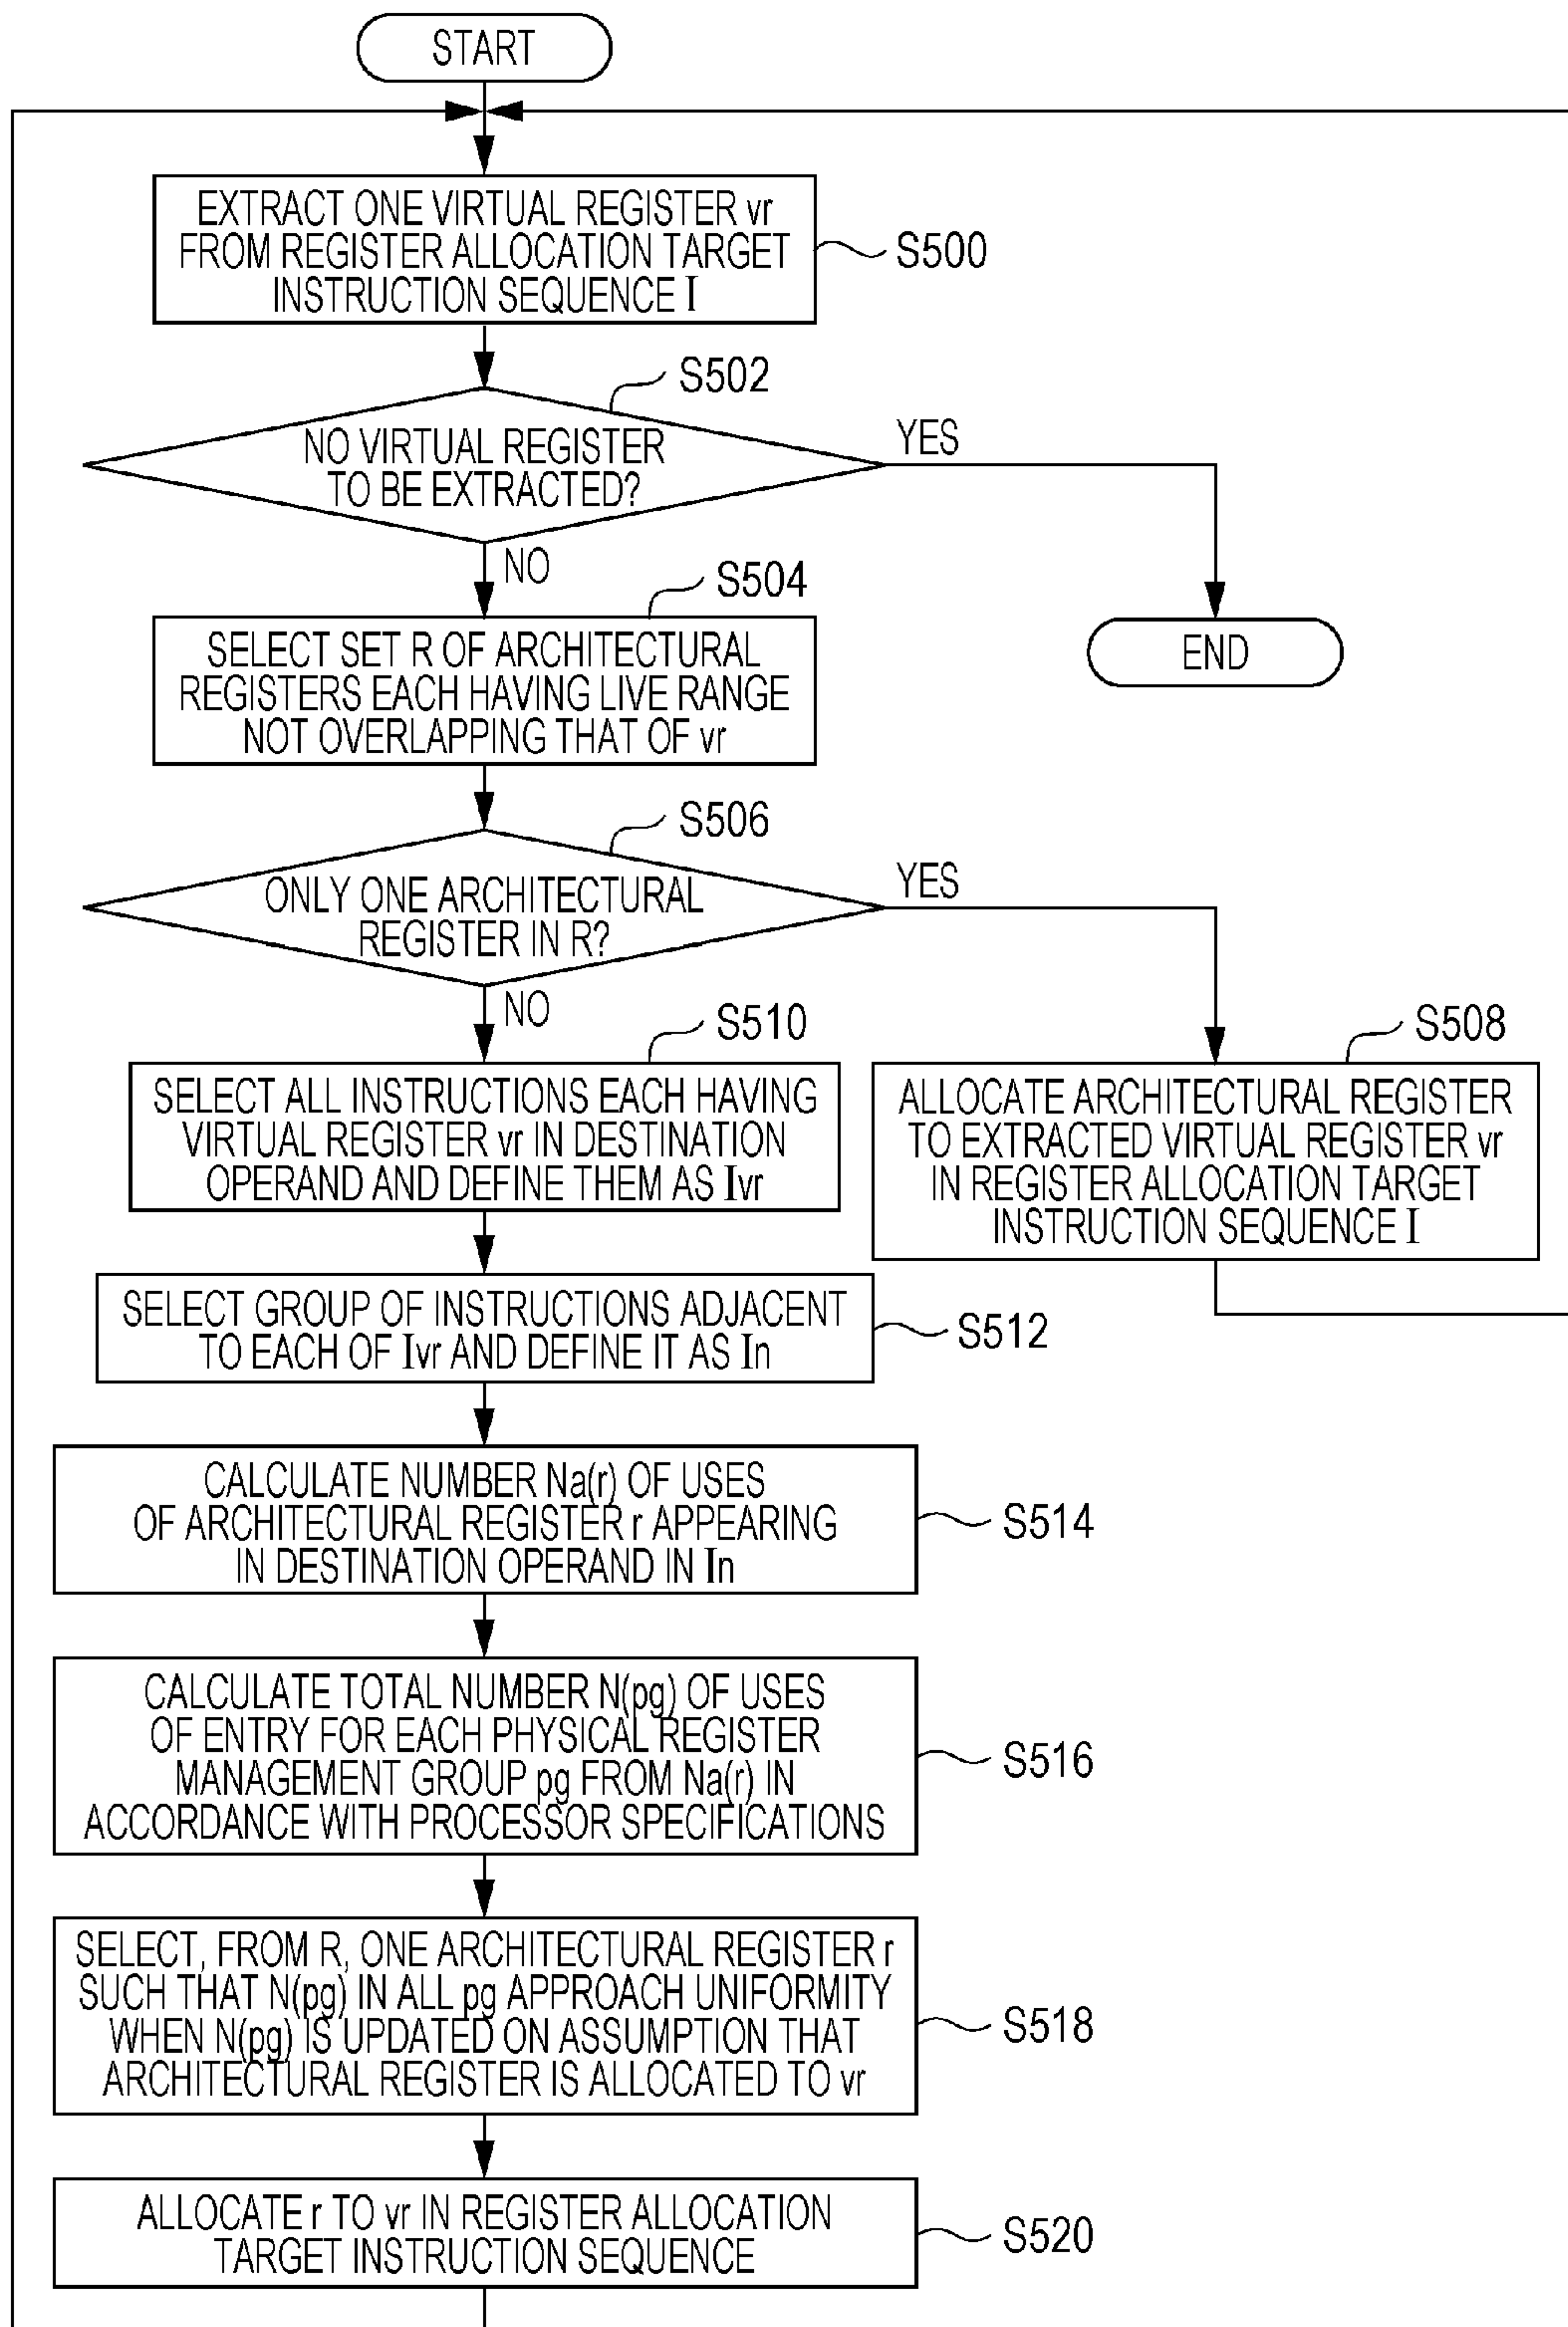 START
EXTRACT ONE VIRTUAL REGISTER vr
FROM REGISTER ALLOCATION TARGET
INSTRUCTION SEQUENCE I
S500
S502
NO VIRTUAL REGISTER
TO BE EXTRACTED?
YES
NO
END
S504
SELECT SET R OF ARCHITECTURAL
REGISTERS EACH HAVING LIVE RANGE
NOT OVERLAPPING THAT OF vr
S506
ONLY ONE ARCHITECTURAL
REGISTER IN R?
YES
NO
S508
ALLOCATE ARCHITECTURAL REGISTER
TO EXTRACTED VIRTUAL REGISTER vr
IN REGISTER ALLOCATION TARGET
INSTRUCTION SEQUENCE I
S510
SELECT ALL INSTRUCTIONS EACH HAVING
VIRTUAL REGISTER vr IN DESTINATION
OPERAND AND DEFINE THEM AS Ivr
SELECT GROUP OF INSTRUCTIONS ADJACENT
TO EACH OF Ivr AND DEFINE IT AS In
S512
CALCULATE NUMBER Na(r) OF USES
OF ARCHITECTURAL REGISTER r APPEARING
IN DESTINATION OPERAND IN In
S514
CALCULATE TOTAL NUMBER N(pg) OF USES
OF ENTRY FOR EACH PHYSICAL REGISTER
MANAGEMENT GROUP pg FROM Na(r) IN
ACCORDANCE WITH PROCESSOR SPECIFICATIONS
S516
SELECT, FROM R, ONE ARCHITECTURAL REGISTER r
SUCH THAT N(pg) IN ALL pg APPROACH UNIFORMITY
WHEN N(pg) IS UPDATED ON ASSUMPTION THAT
ARCHITECTURAL REGISTER IS ALLOCATED TO vr
S518
ALLOCATE r TO vr IN REGISTER ALLOCATION
TARGET INSTRUCTION SEQUENCE
S520